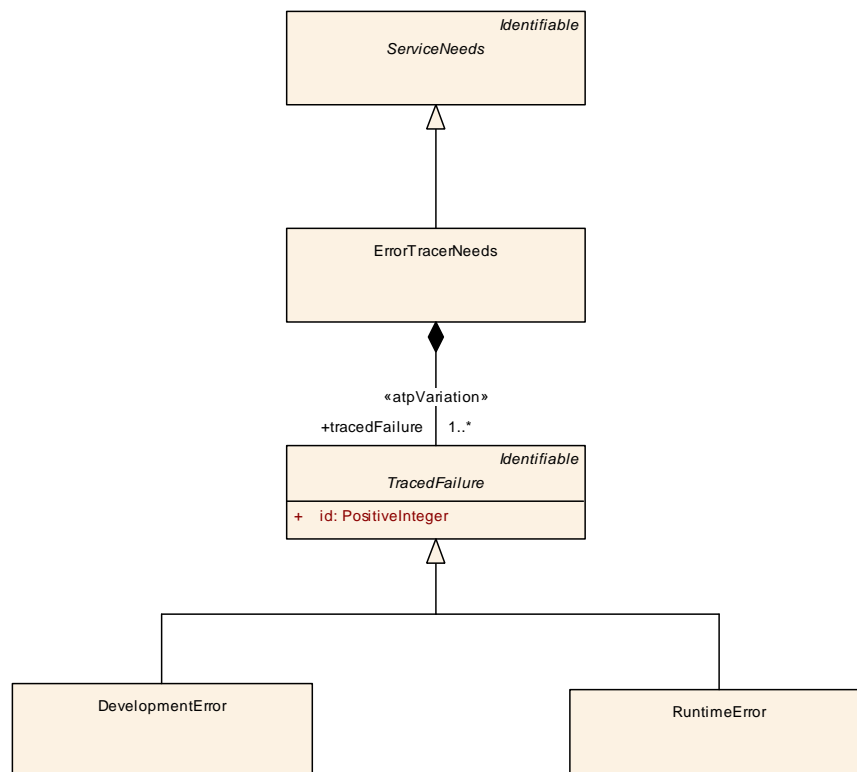 Identifiable
ServiceNeeds
ErrorTracerNeeds
«atpVariation»
+tracedFailure 1..*
Identifiable
TracedFailure
+ id: PositiveInteger
DevelopmentError
RuntimeError